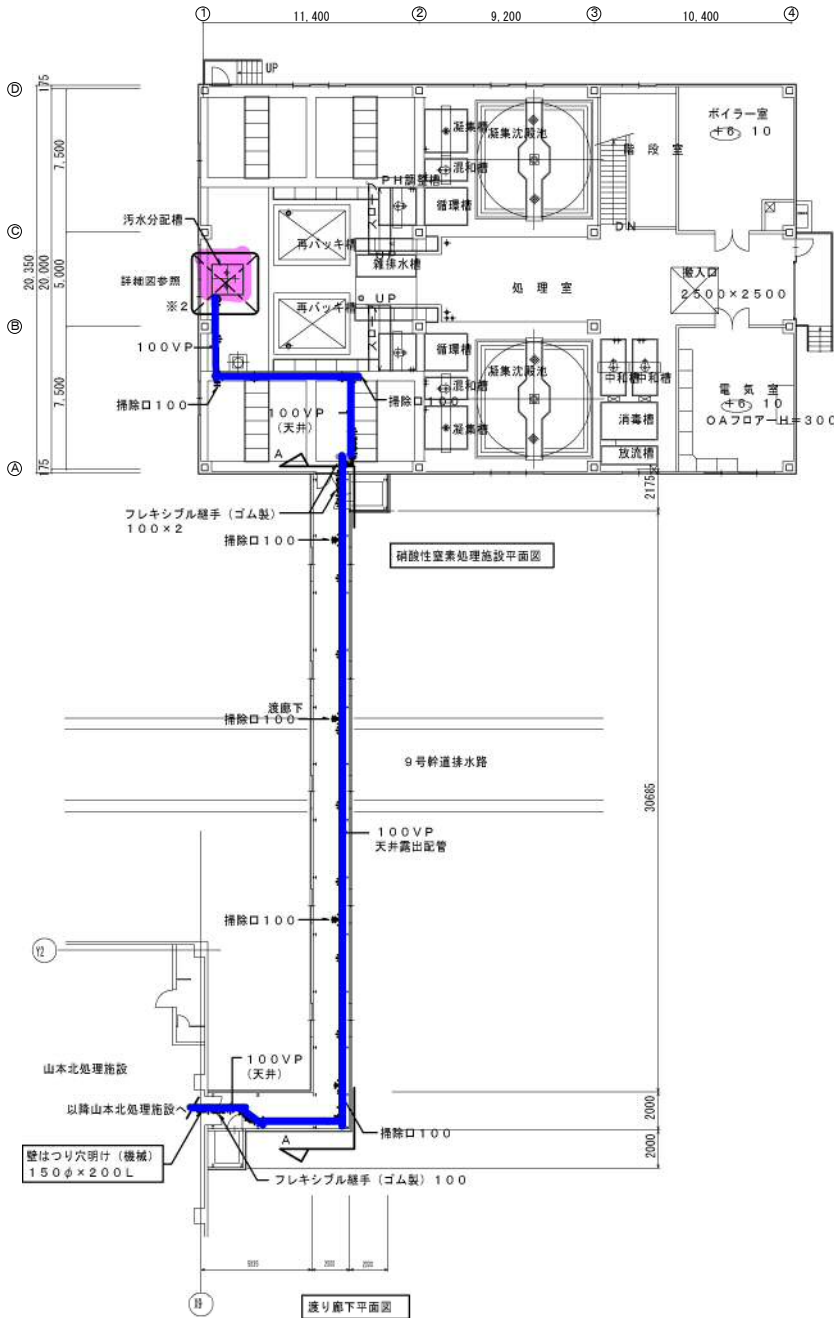 ① 11,400 ② 9,200 ③ 10,400 ④
UP
Ⓓ
175
凝集槽
凝集沈殿池
ボイラー室
+6.10
7,500
混和槽
階段室
PH調整槽
循環槽
汚水分配槽
DN
Ⓒ
再バッキ槽
雑排水槽
処理室
搬入口
2500×2500
20,350
20,000
5,000
詳細図参照
※2
UP
再バッキ槽
Ⓑ
100VP
循環槽
凝集沈殿池
中和槽
中和槽
混和槽
電気室
+6.10
OAフロアーH=300
掃除口100
掃除口100
100VP
(天井)
7,500
凝集槽
消毒槽
放流槽
Ⓐ
175
A
2175
フレキシブル継手(ゴム製)
100×2
掃除口100
硝酸性窒素処理施設平面図
渡廊下
掃除口100
9号幹道排水路
30685
100VP
天井露出配管
掃除口100
Y2
100VP
(天井)
山本北処理施設
以降山本北処理施設へ
掃除口100
2000
2000
A
壁はつり穴明け(機械)
150φ×200L
フレキシブル継手(ゴム製)100
渡り廊下平面図